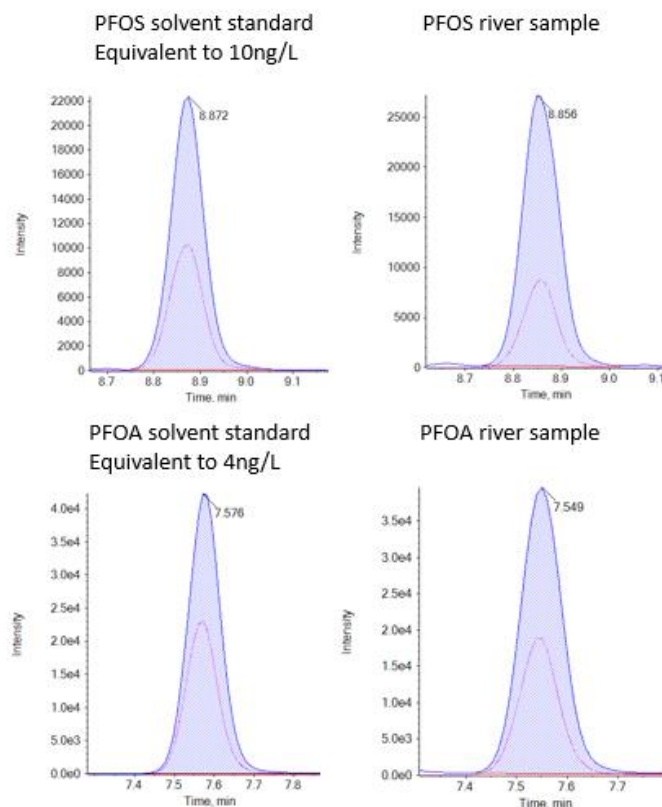 PFOS solvent standard
Equivalent to 10ng/L
PFOS river sample
22000
20000
18000
16000
14000
12000
10000
8000
6000
4000
2000
0
Intensity
8.872
8.7 8.8 8.9 9.0 9.1
Time, min
25000
20000
15000
10000
5000
0
Intensity
8.856
8.7 8.8 8.9 9.0 9.1
Time, min
PFOA solvent standard
Equivalent to 4ng/L
PFOA river sample
4.0e4
3.5e4
3.0e4
2.5e4
2.0e4
1.5e4
1.0e4
5.0e3
0.0e0
Intensity
7.576
7.4 7.5 7.6 7.7 7.8
Time, min
3.5e4
3.0e4
2.5e4
2.0e4
1.5e4
1.0e4
5.0e3
0.0e0
Intensity
7.549
7.4 7.5 7.6 7.7
Time, min